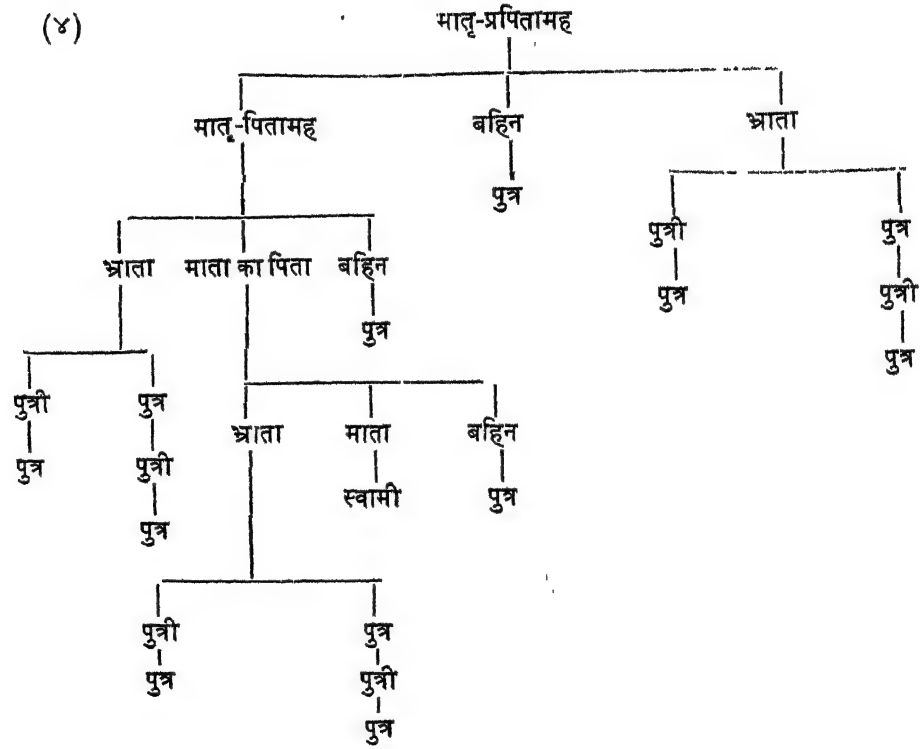 (४)
मातृ-प्रपितामह
मातृ-पितामह बहिन भ्राता
पुत्र
पुत्री पुत्र
भ्राता माता का पिता बहिन
पुत्र पुत्री
पुत्र
पुत्र
पुत्री पुत्र
भ्राता माता बहिन
पुत्र पुत्री
स्वामी पुत्र
पुत्र
पुत्री पुत्र
पुत्र पुत्री
पुत्र